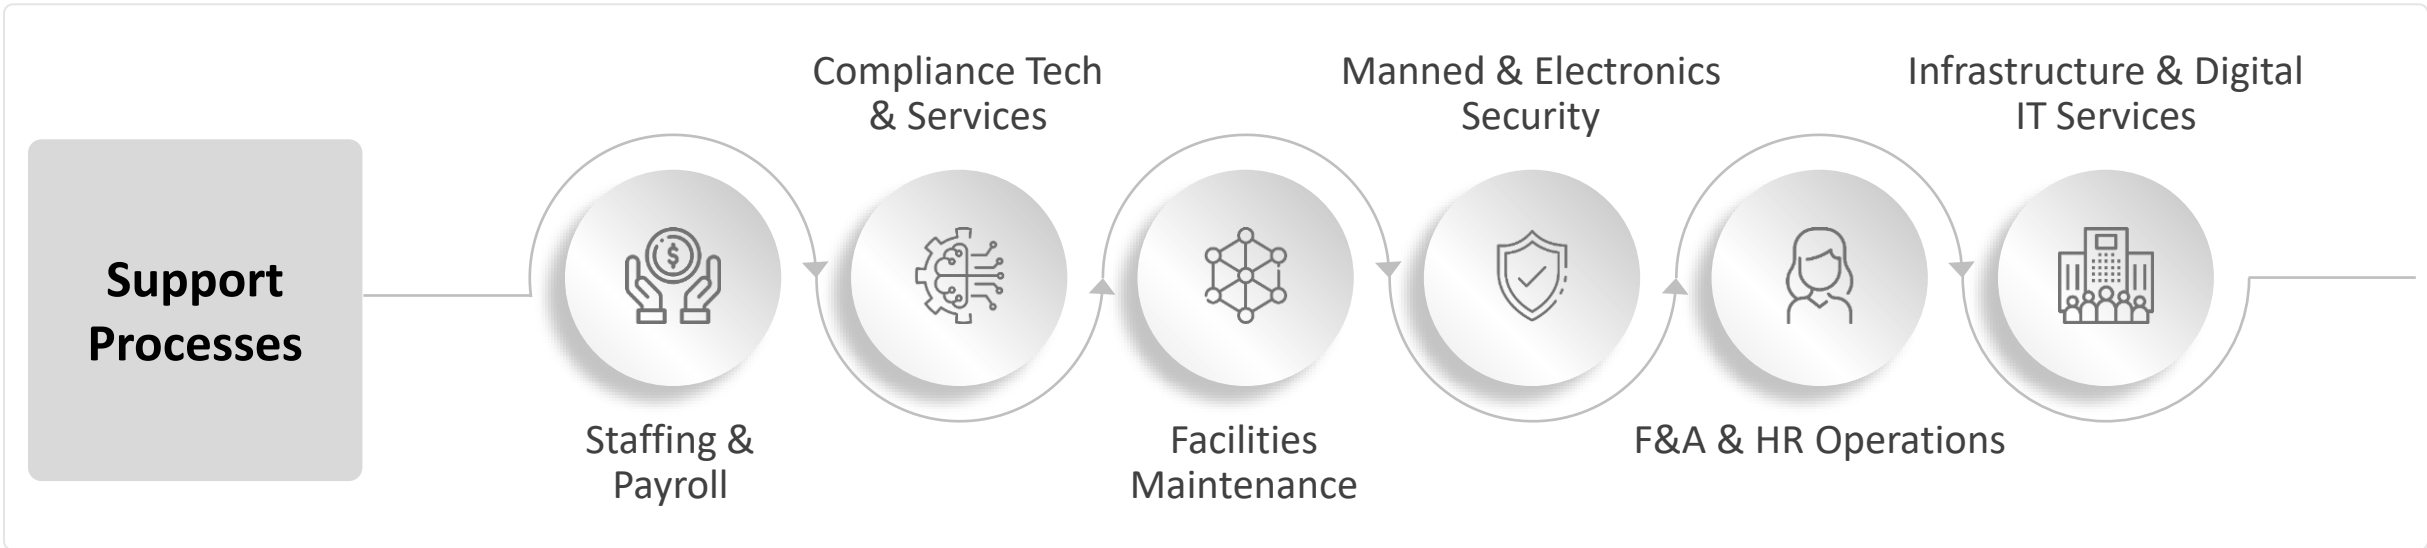 Support
Processes
Staffing &
Payroll
Compliance Tech
& Services
Facilities
Maintenance
Manned & Electronics
Security
F&A & HR Operations
Infrastructure & Digital
IT Services
$